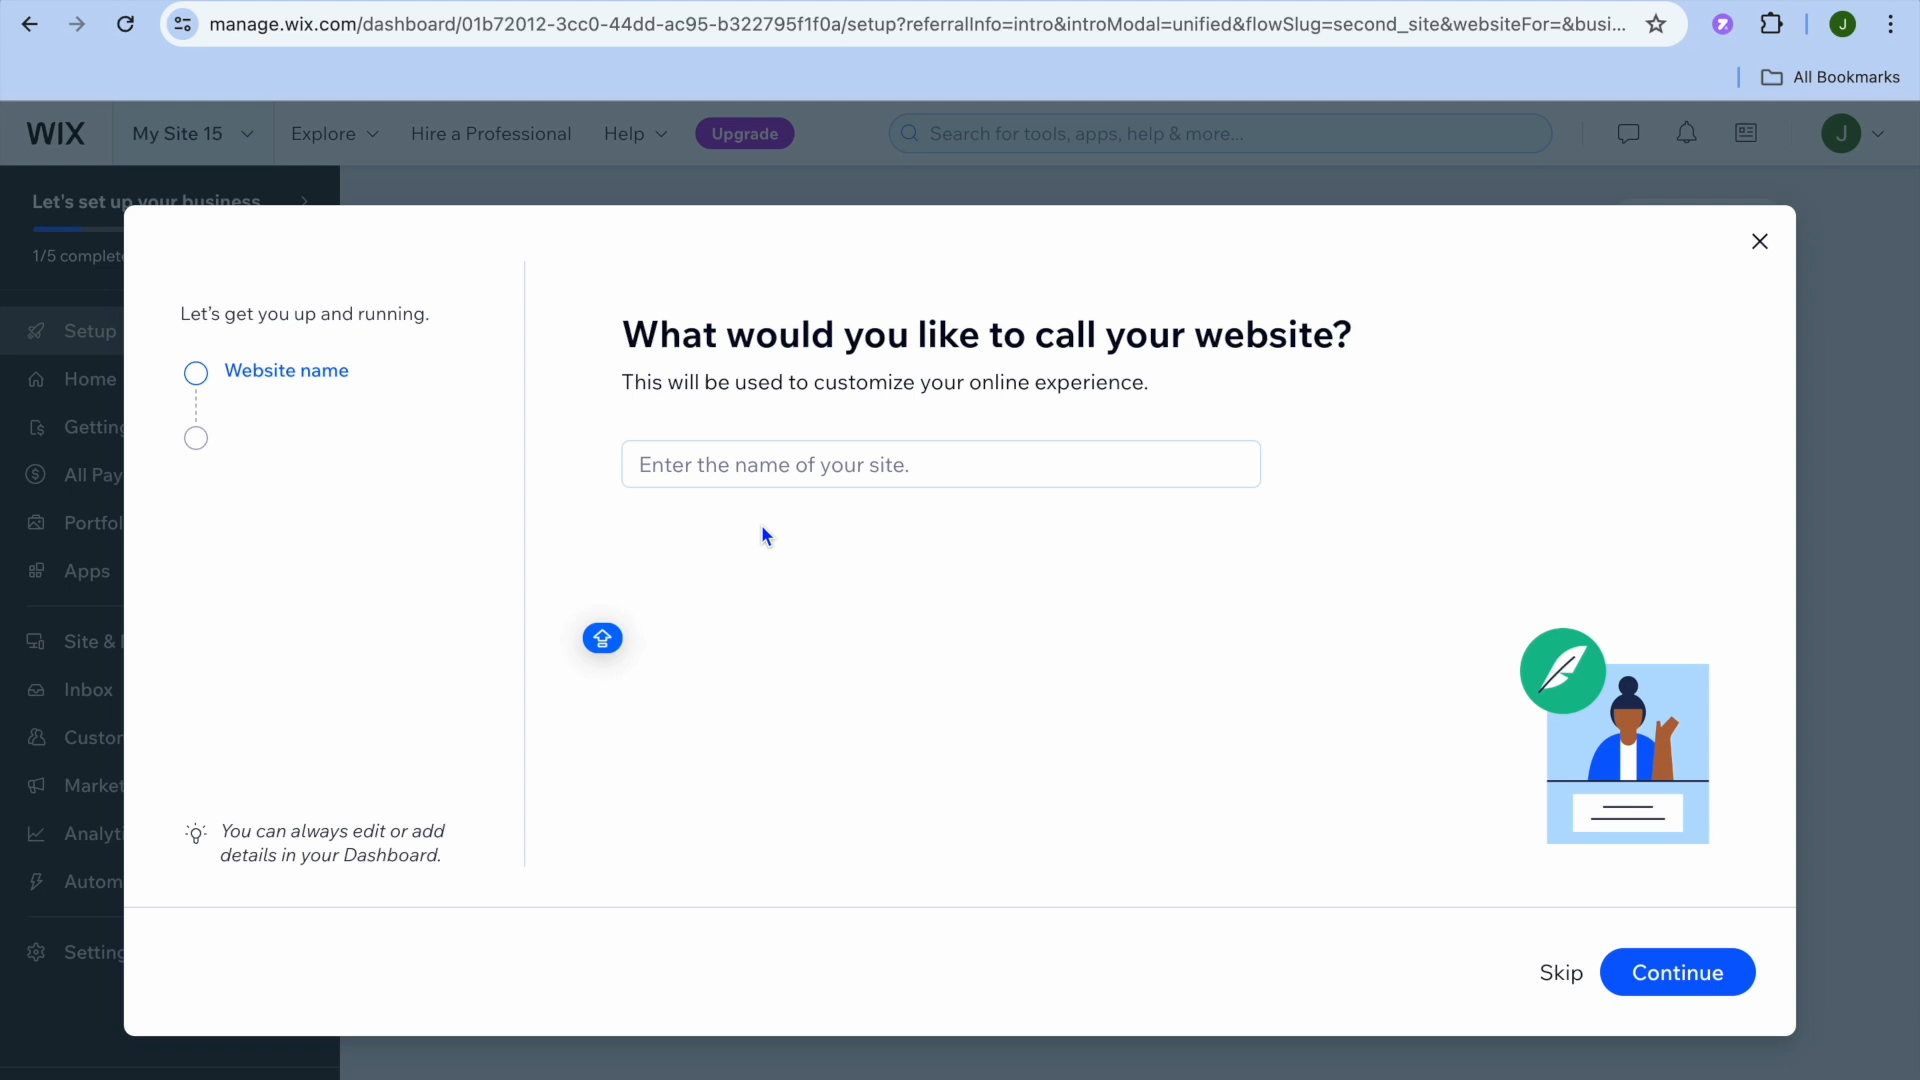 manage.wix.com/dashboard/01b72012-3cc0-44dd-ac95-b322795f1f0a/setup?referralInfo=intro&introModal=unified&flowSlug=second_site&websiteFor=&busi...
J
All Bookmarks
WIX
My Site 15
Explore
Hire a Professional
Help
Upgrade
Search for tools, apps, help & more...
J
Let's set up your business
1/5 complete
Setup
Home
Getting
All Pay
Portfol
Apps
Site &
Inbox
Custon
Market
Analyti
Autom
Setting
Let's get you up and running.
Website name
You can always edit or add
details in your Dashboard.
What would you like to call your website?
This will be used to customize your online experience.
Enter the name of your site.
Skip
Continue